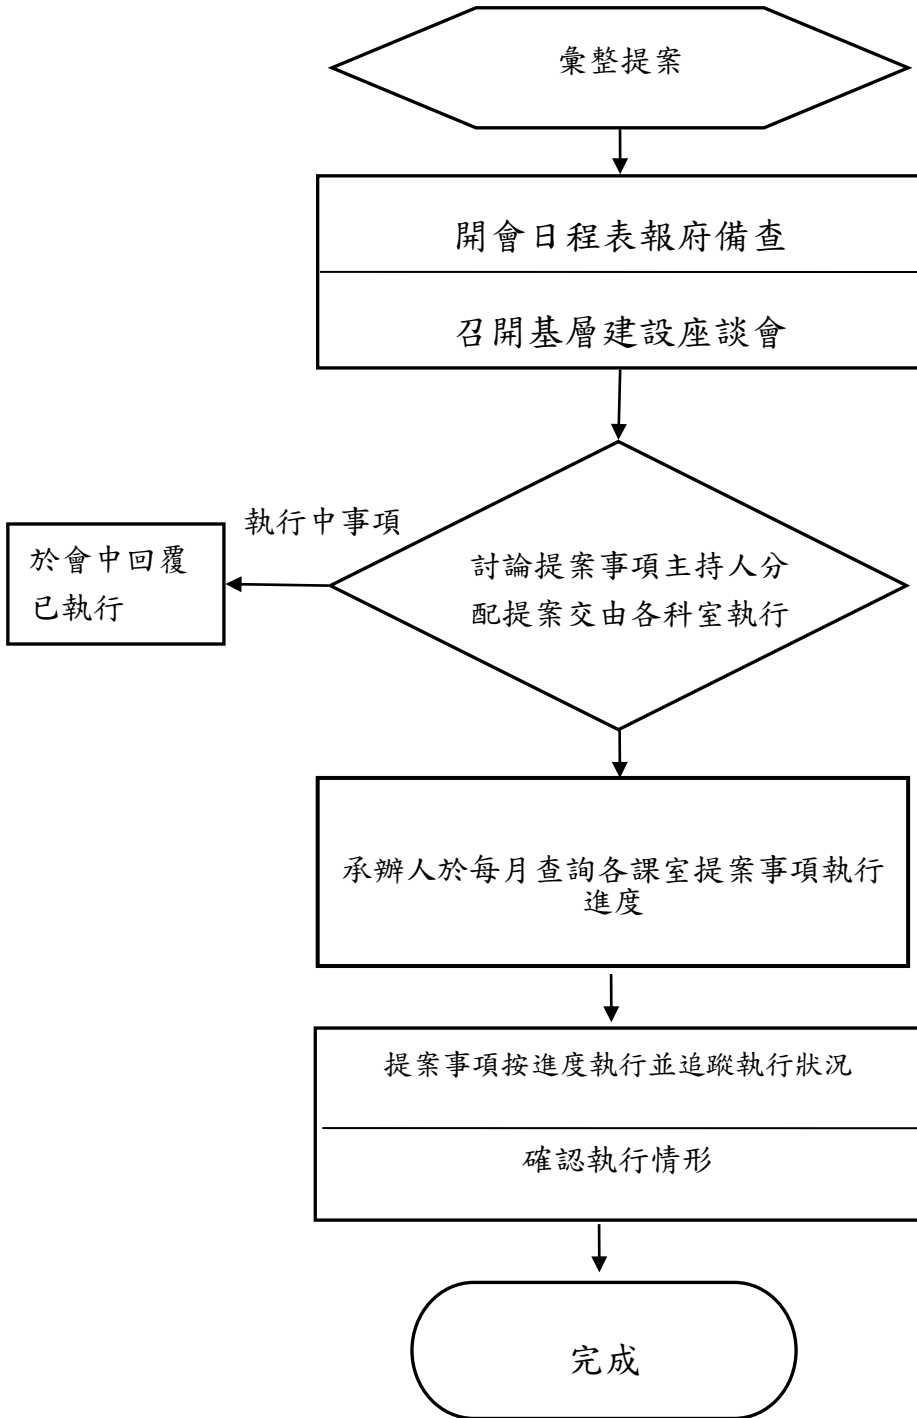 彙整提案
開會日程表報府備查
召開基層建設座談會
執行中事項
於會中回覆
已執行
討論提案事項主持人分
配提案交由各科室執行
承辦人於每月查詢各課室提案事項執行
進度
提案事項按進度執行並追蹤執行狀況
確認執行情形
完成